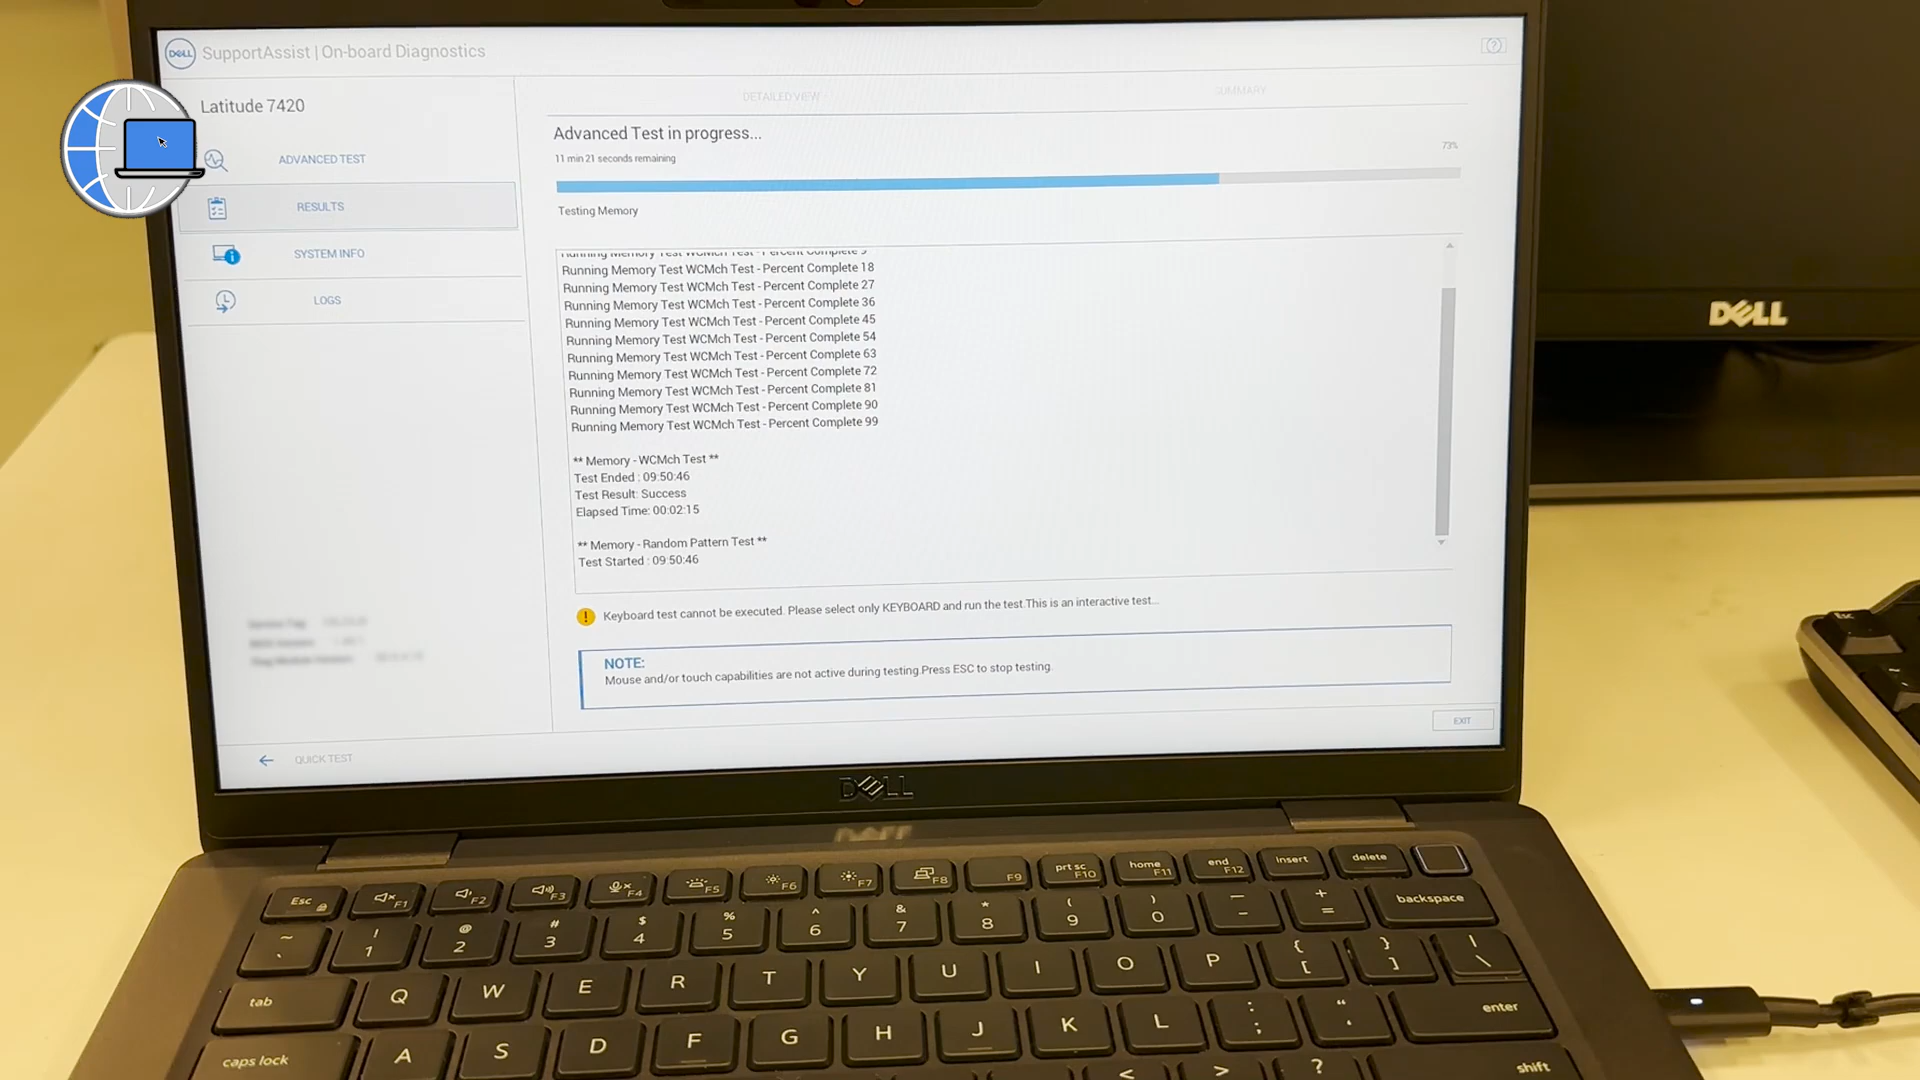 DELL SupportAssist | On-board Diagnostics
Latitude 7420
ADVANCED TEST
RESULTS
SYSTEM INFO
LOGS
DETAILED VIEW
SUMMARY
Advanced Test in progress...
11 min 21 seconds remaining
73%
Testing Memory
Running Memory Test WCMch Test - Percent Complete 9
Running Memory Test WCMch Test - Percent Complete 18
Running Memory Test WCMch Test - Percent Complete 27
Running Memory Test WCMch Test - Percent Complete 36
Running Memory Test WCMch Test - Percent Complete 45
Running Memory Test WCMch Test - Percent Complete 54
Running Memory Test WCMch Test - Percent Complete 63
Running Memory Test WCMch Test - Percent Complete 72
Running Memory Test WCMch Test - Percent Complete 81
Running Memory Test WCMch Test - Percent Complete 90
Running Memory Test WCMch Test - Percent Complete 99
** Memory - WCMch Test **
Test Ended : 09:50:46
Test Result: Success
Elapsed Time: 00:02:15
** Memory - Random Pattern Test **
Test Started : 09:50:46
Keyboard test cannot be executed. Please select only KEYBOARD and run the test.This is an interactive test...
NOTE:
Mouse and/or touch capabilities are not active during testing.Press ESC to stop testing.
EXIT
QUICK TEST
DELL
DELL
Esc F1 F2 F3 F4 F5 F6 F7 F8 F9 prt sc F10 home F11 end F12 insert delete
~ ` ! 1 @ 2 # 3 $ 4 % 5 ^ 6 & 7 * 8 ( 9 ) 0 _ - + = backspace
tab Q W E R T Y U I O P { [ } ] | \
caps lock A S D F G H J K L : ; " ' enter
< > ? shift
Esc